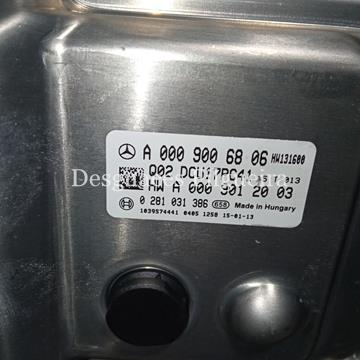 A 000 900 68 06 HW131600
Q02 DCU17PC41
HW A 000 901 20 03
0 281 031 386 658 Made in Hungary
1039S74441 0405 1258 15-01-13